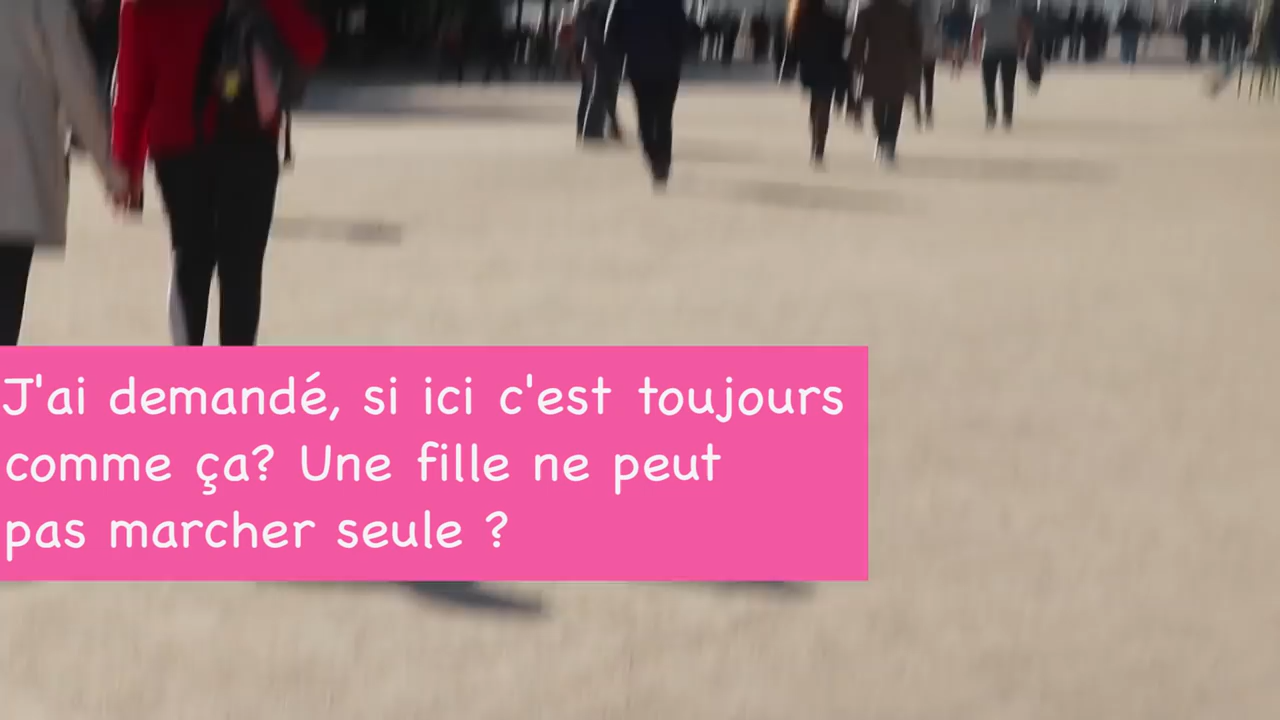 J'ai demandé, si ici c'est toujours
comme ça? Une fille ne peut
pas marcher seule ?